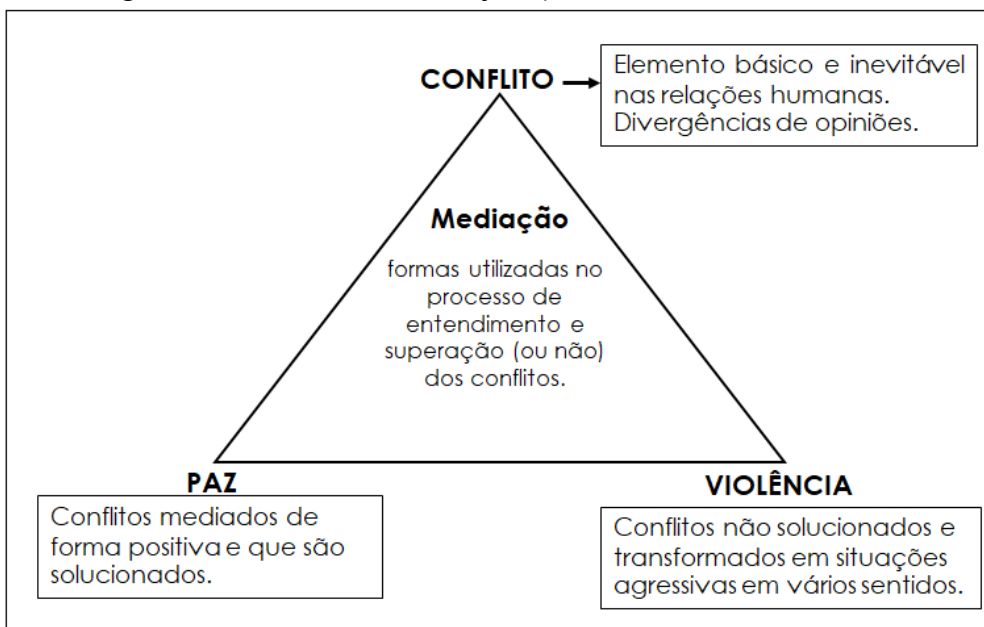 CONFLITO
Elemento básico e inevitável
nas relações humanas.
Divergências de opiniões.
Mediação
formas utilizadas no
processo de
entendimento e
superação (ou não)
dos conflitos.
PAZ
Conflitos mediados de
forma positiva e que são
solucionados.
VIOLÊNCIA
Conflitos não solucionados e
transformados em situações
agressivas em vários sentidos.